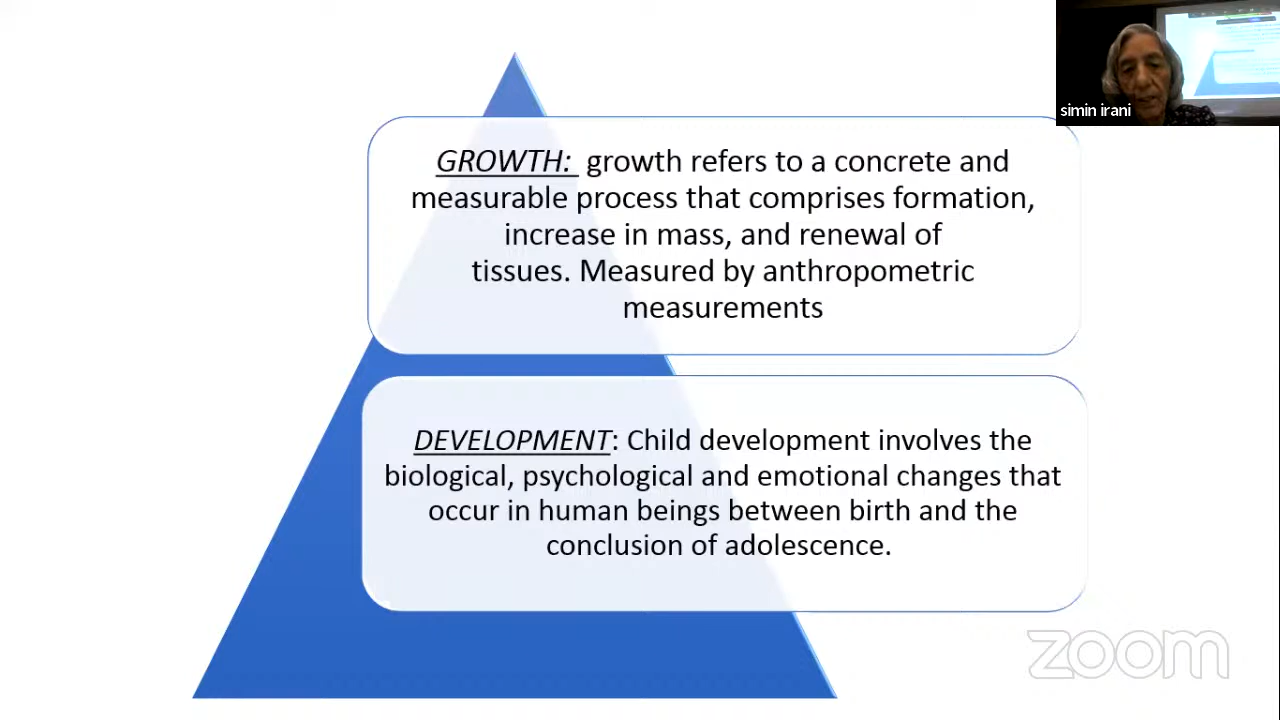 simin irani
GROWTH: growth refers to a concrete and
measurable process that comprises formation,
increase in mass, and renewal of
tissues. Measured by anthropometric
measurements
DEVELOPMENT: Child development involves the
biological, psychological and emotional changes that
occur in human beings between birth and the
conclusion of adolescence.
zoom